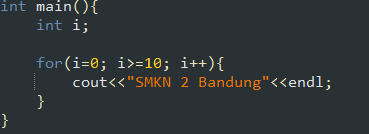 int main(){
    int i;
    for(i=0; i>=10; i++){
        cout<<"SMKN 2 Bandung"<<endl;
    }
}